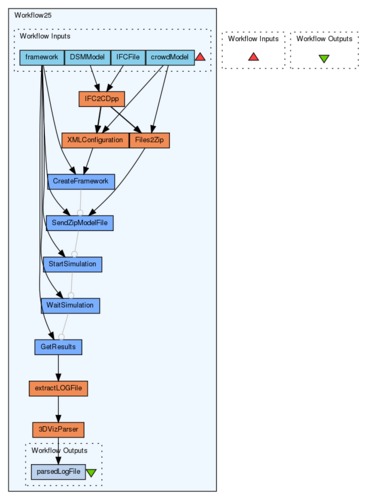 Workflow25
Workflow Inputs
framework DSMModel IFCFile crowdModel
IFC2CDpp
XMLConfiguration Files2Zip
CreateFramework
SendZipModelFile
StartSimulation
WaitSimulation
GetResults
extractLOGFile
3DVizParser
Workflow Outputs
parsedLogFile
Workflow Inputs
Workflow Outputs